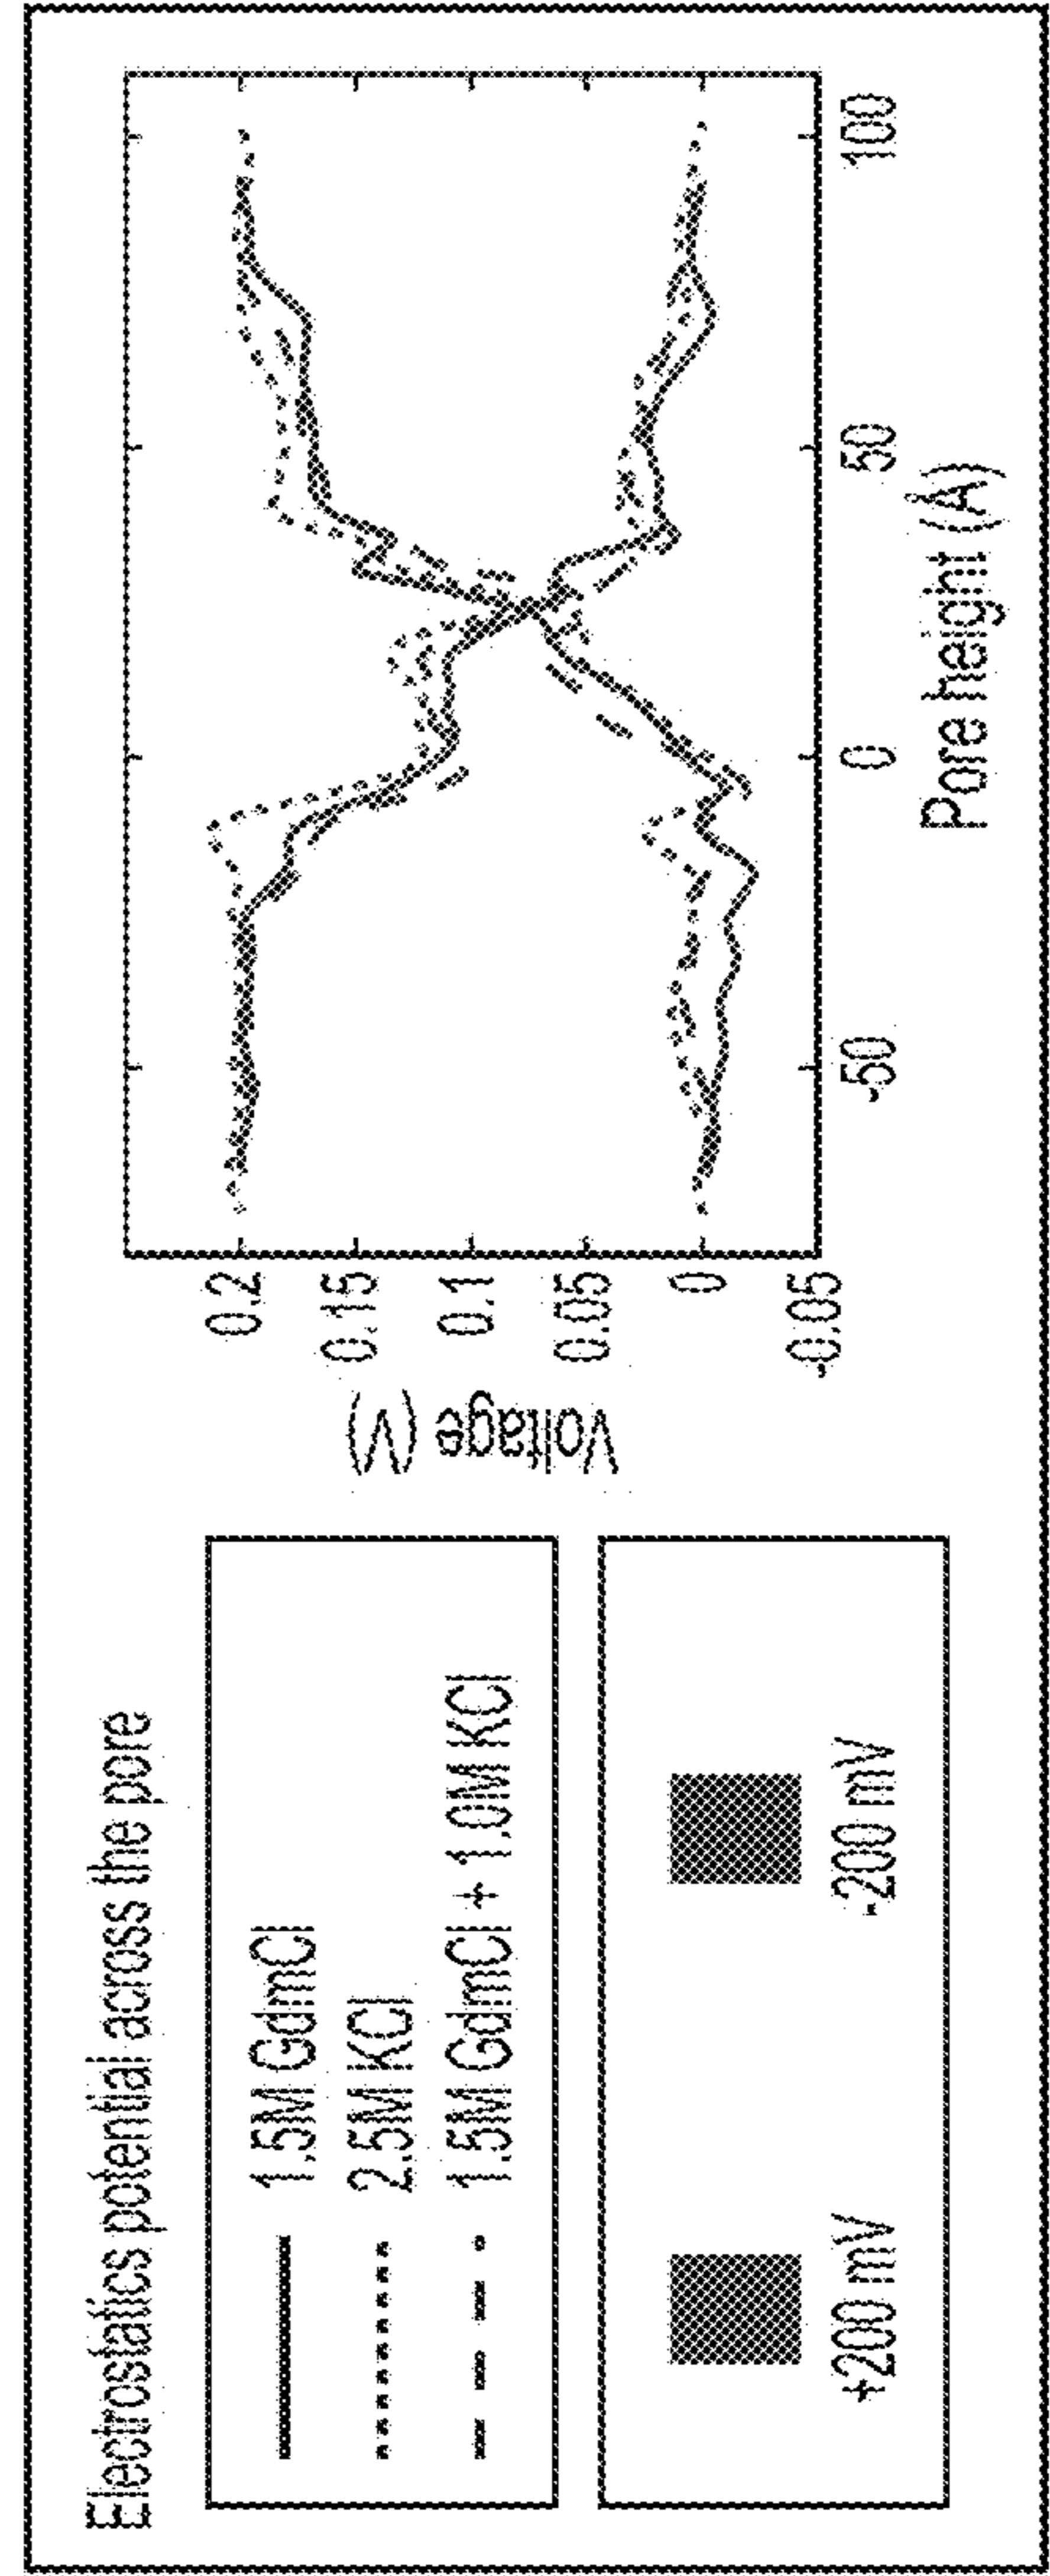 Electrostatics potential across the pore
1.5M GdmCl
2.5M KCl
1.5M GdmCl + 1.0M KCl
+200 mV
-200 mV
Voltage (V)
0.2
0.15
0.1
0.05
0
-0.05
-50
0
50
100
Pore height (Å)